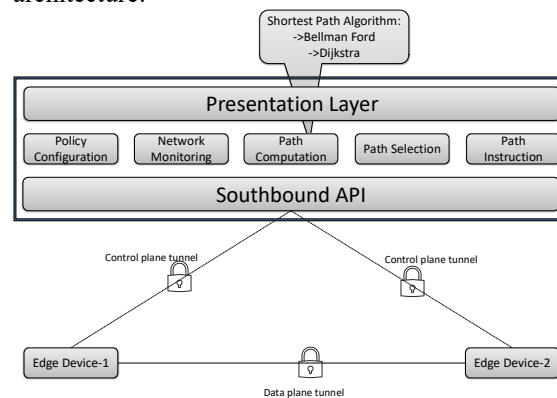 architecture.
Shortest Path Algorithm:
->Bellman Ford
->Dijkstra
Presentation Layer
Policy
Configuration
Network
Monitoring
Path
Computation
Path Selection
Path
Instruction
Southbound API
Control plane tunnel
Control plane tunnel
Edge Device-1
Edge Device-2
Data plane tunnel